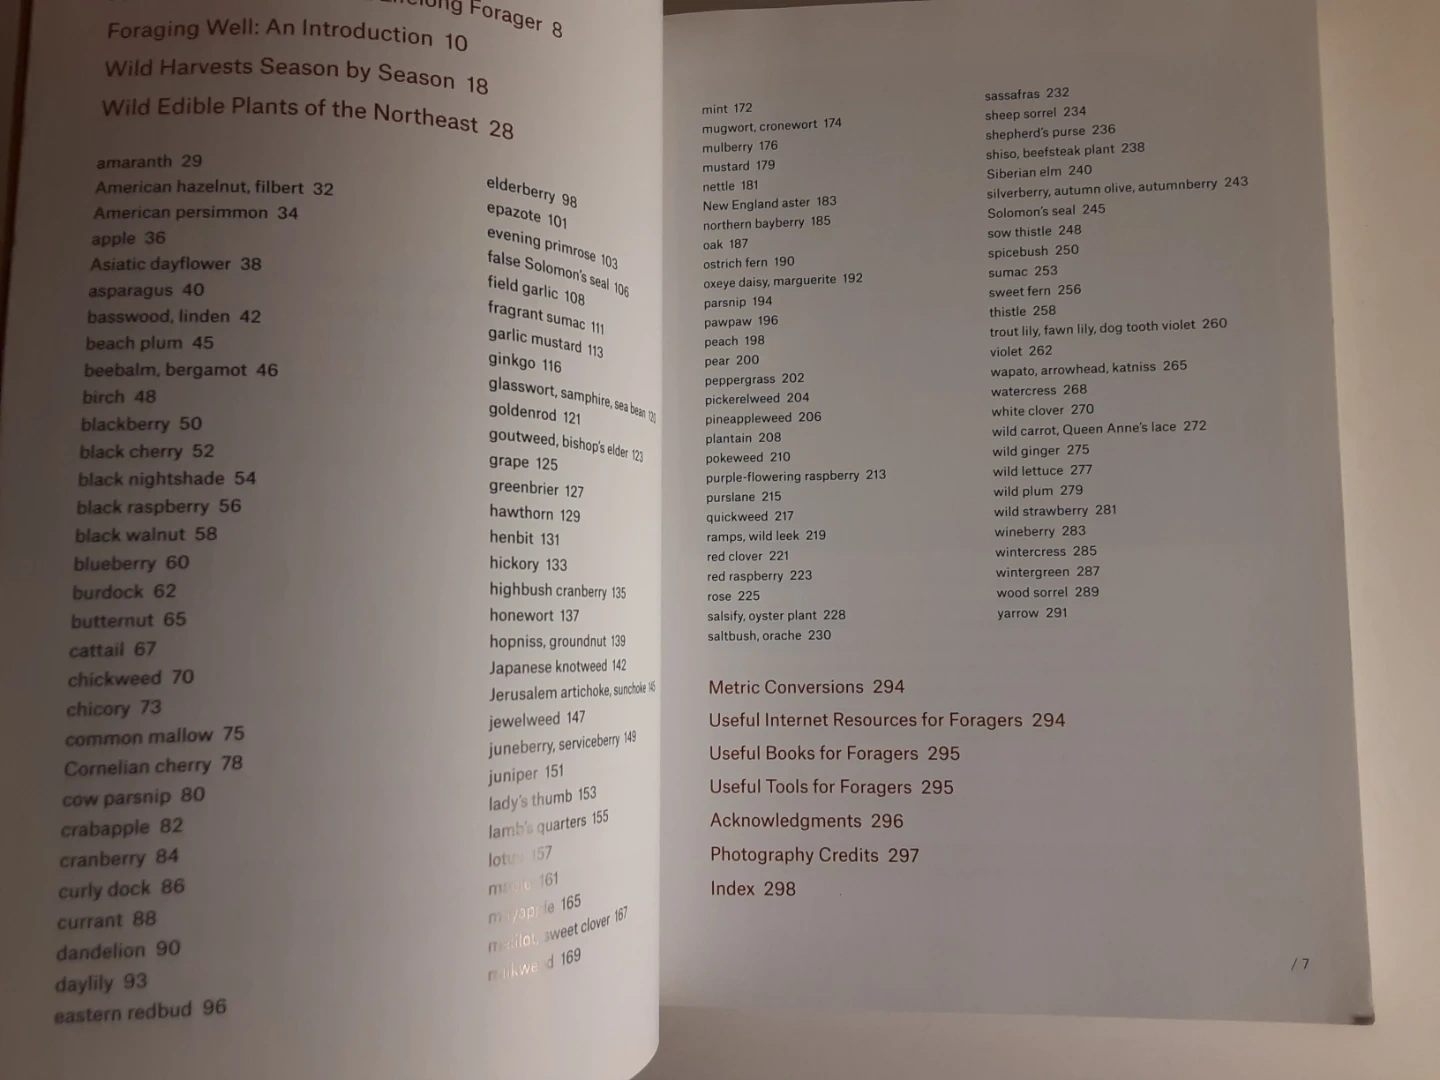 Forager 8
Foraging Well: An Introduction 10
Wild Harvests Season by Season 18
Wild Edible Plants of the Northeast 28
amaranth 29
American hazelnut, filbert 32
American persimmon 34
apple 36
Asiatic dayflower 38
asparagus 40
basswood, linden 42
beach plum 45
beebalm, bergamot 46
birch 48
blackberry 50
black cherry 52
black nightshade 54
black raspberry 56
black walnut 58
blueberry 60
burdock 62
butternut 65
cattail 67
chickweed 70
chicory 73
common mallow 75
Cornelian cherry 78
cow parsnip 80
crabapple 82
cranberry 84
curly dock 86
currant 88
dandelion 90
daylily 93
eastern redbud 96
elderberry 98
epazote 101
evening primrose 103
false Solomon's seal 106
field garlic 108
fragrant sumac 111
garlic mustard 113
ginkgo 116
glasswort, samphire, sea bean 120
goldenrod 121
goutweed, bishop's elder 123
grape 125
greenbrier 127
hawthorn 129
henbit 131
hickory 133
highbush cranberry 135
honewort 137
hopniss, groundnut 139
Japanese knotweed 142
Jerusalem artichoke, sunchoke 145
jewelweed 147
juneberry, serviceberry 149
juniper 151
lady's thumb 153
lamb's quarters 155
lotus 157
161
mayapple 165
melilot, sweet clover 167
milkweed 169
mint 172
mugwort, cronewort 174
mulberry 176
mustard 179
nettle 181
New England aster 183
northern bayberry 185
oak 187
ostrich fern 190
oxeye daisy, marguerite 192
parsnip 194
pawpaw 196
peach 198
pear 200
peppergrass 202
pickerelweed 204
pineappleweed 206
plantain 208
pokeweed 210
purple-flowering raspberry 213
purslane 215
quickweed 217
ramps, wild leek 219
red clover 221
red raspberry 223
rose 225
salsify, oyster plant 228
saltbush, orache 230
sassafras 232
sheep sorrel 234
shepherd's purse 236
shiso, beefsteak plant 238
Siberian elm 240
silverberry, autumn olive, autumnberry 243
Solomon's seal 245
sow thistle 248
spicebush 250
sumac 253
sweet fern 256
thistle 258
trout lily, fawn lily, dog tooth violet 260
violet 262
wapato, arrowhead, katniss 265
watercress 268
white clover 270
wild carrot, Queen Anne's lace 272
wild ginger 275
wild lettuce 277
wild plum 279
wild strawberry 281
wineberry 283
wintercress 285
wintergreen 287
wood sorrel 289
yarrow 291
Metric Conversions 294
Useful Internet Resources for Foragers 294
Useful Books for Foragers 295
Useful Tools for Foragers 295
Acknowledgments 296
Photography Credits 297
Index 298
/ 7